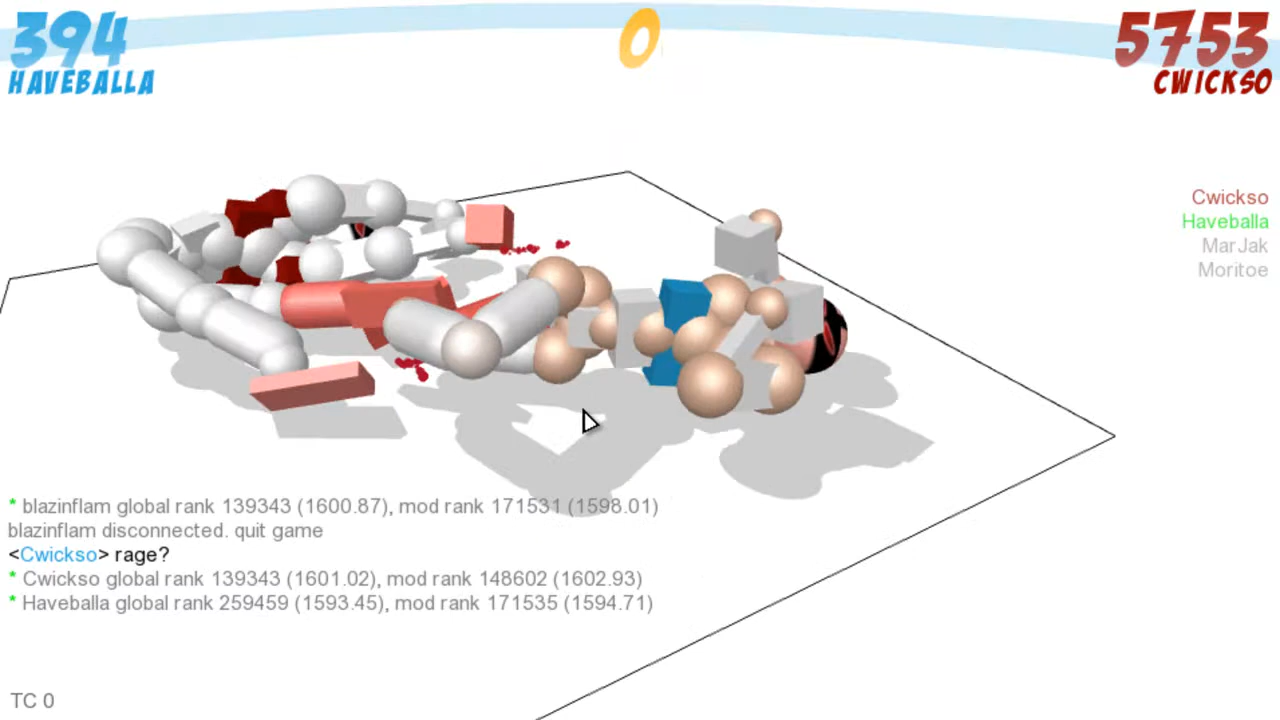 394
HAVEBALLA
0
5753
CWICKSO
Cwickso
Haveballa
MarJak
Moritoe
* blazinflam global rank 139343 (1600.87), mod rank 171531 (1598.01)
blazinflam disconnected. quit game
<Cwickso> rage?
* Cwickso global rank 139343 (1601.02), mod rank 148602 (1602.93)
* Haveballa global rank 259459 (1593.45), mod rank 171535 (1594.71)
TC 0